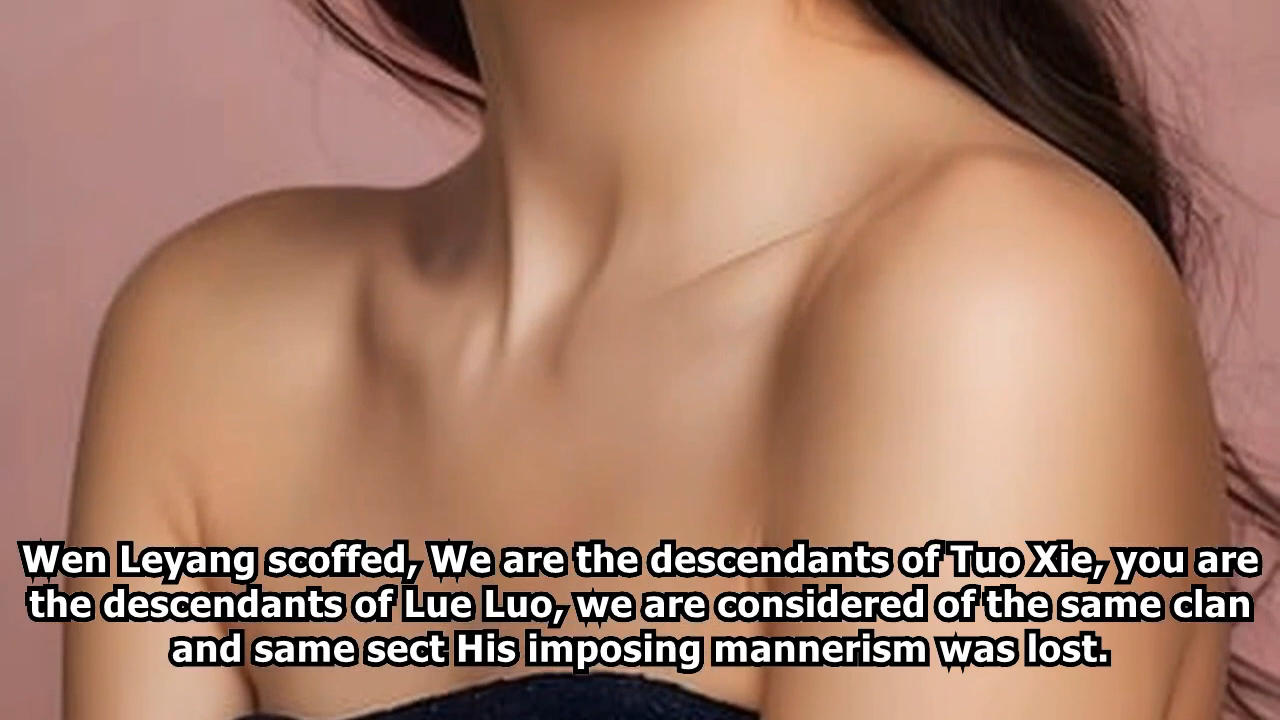 Wen Leyang scoffed, We are the descendants of Tuo Xie, you are
the descendants of Lue Luo, we are considered of the same clan
and same sect His imposing mannerism was lost.